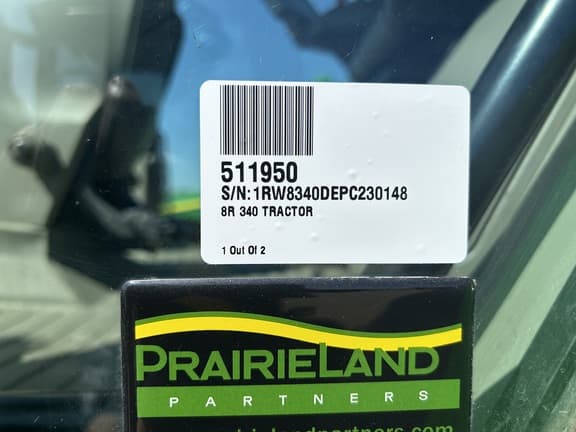 511950
S/N: 1RW8340DEPC230148
8R 340 TRACTOR
1 Out Of 2
PRAIRIELAND
PARTNERS